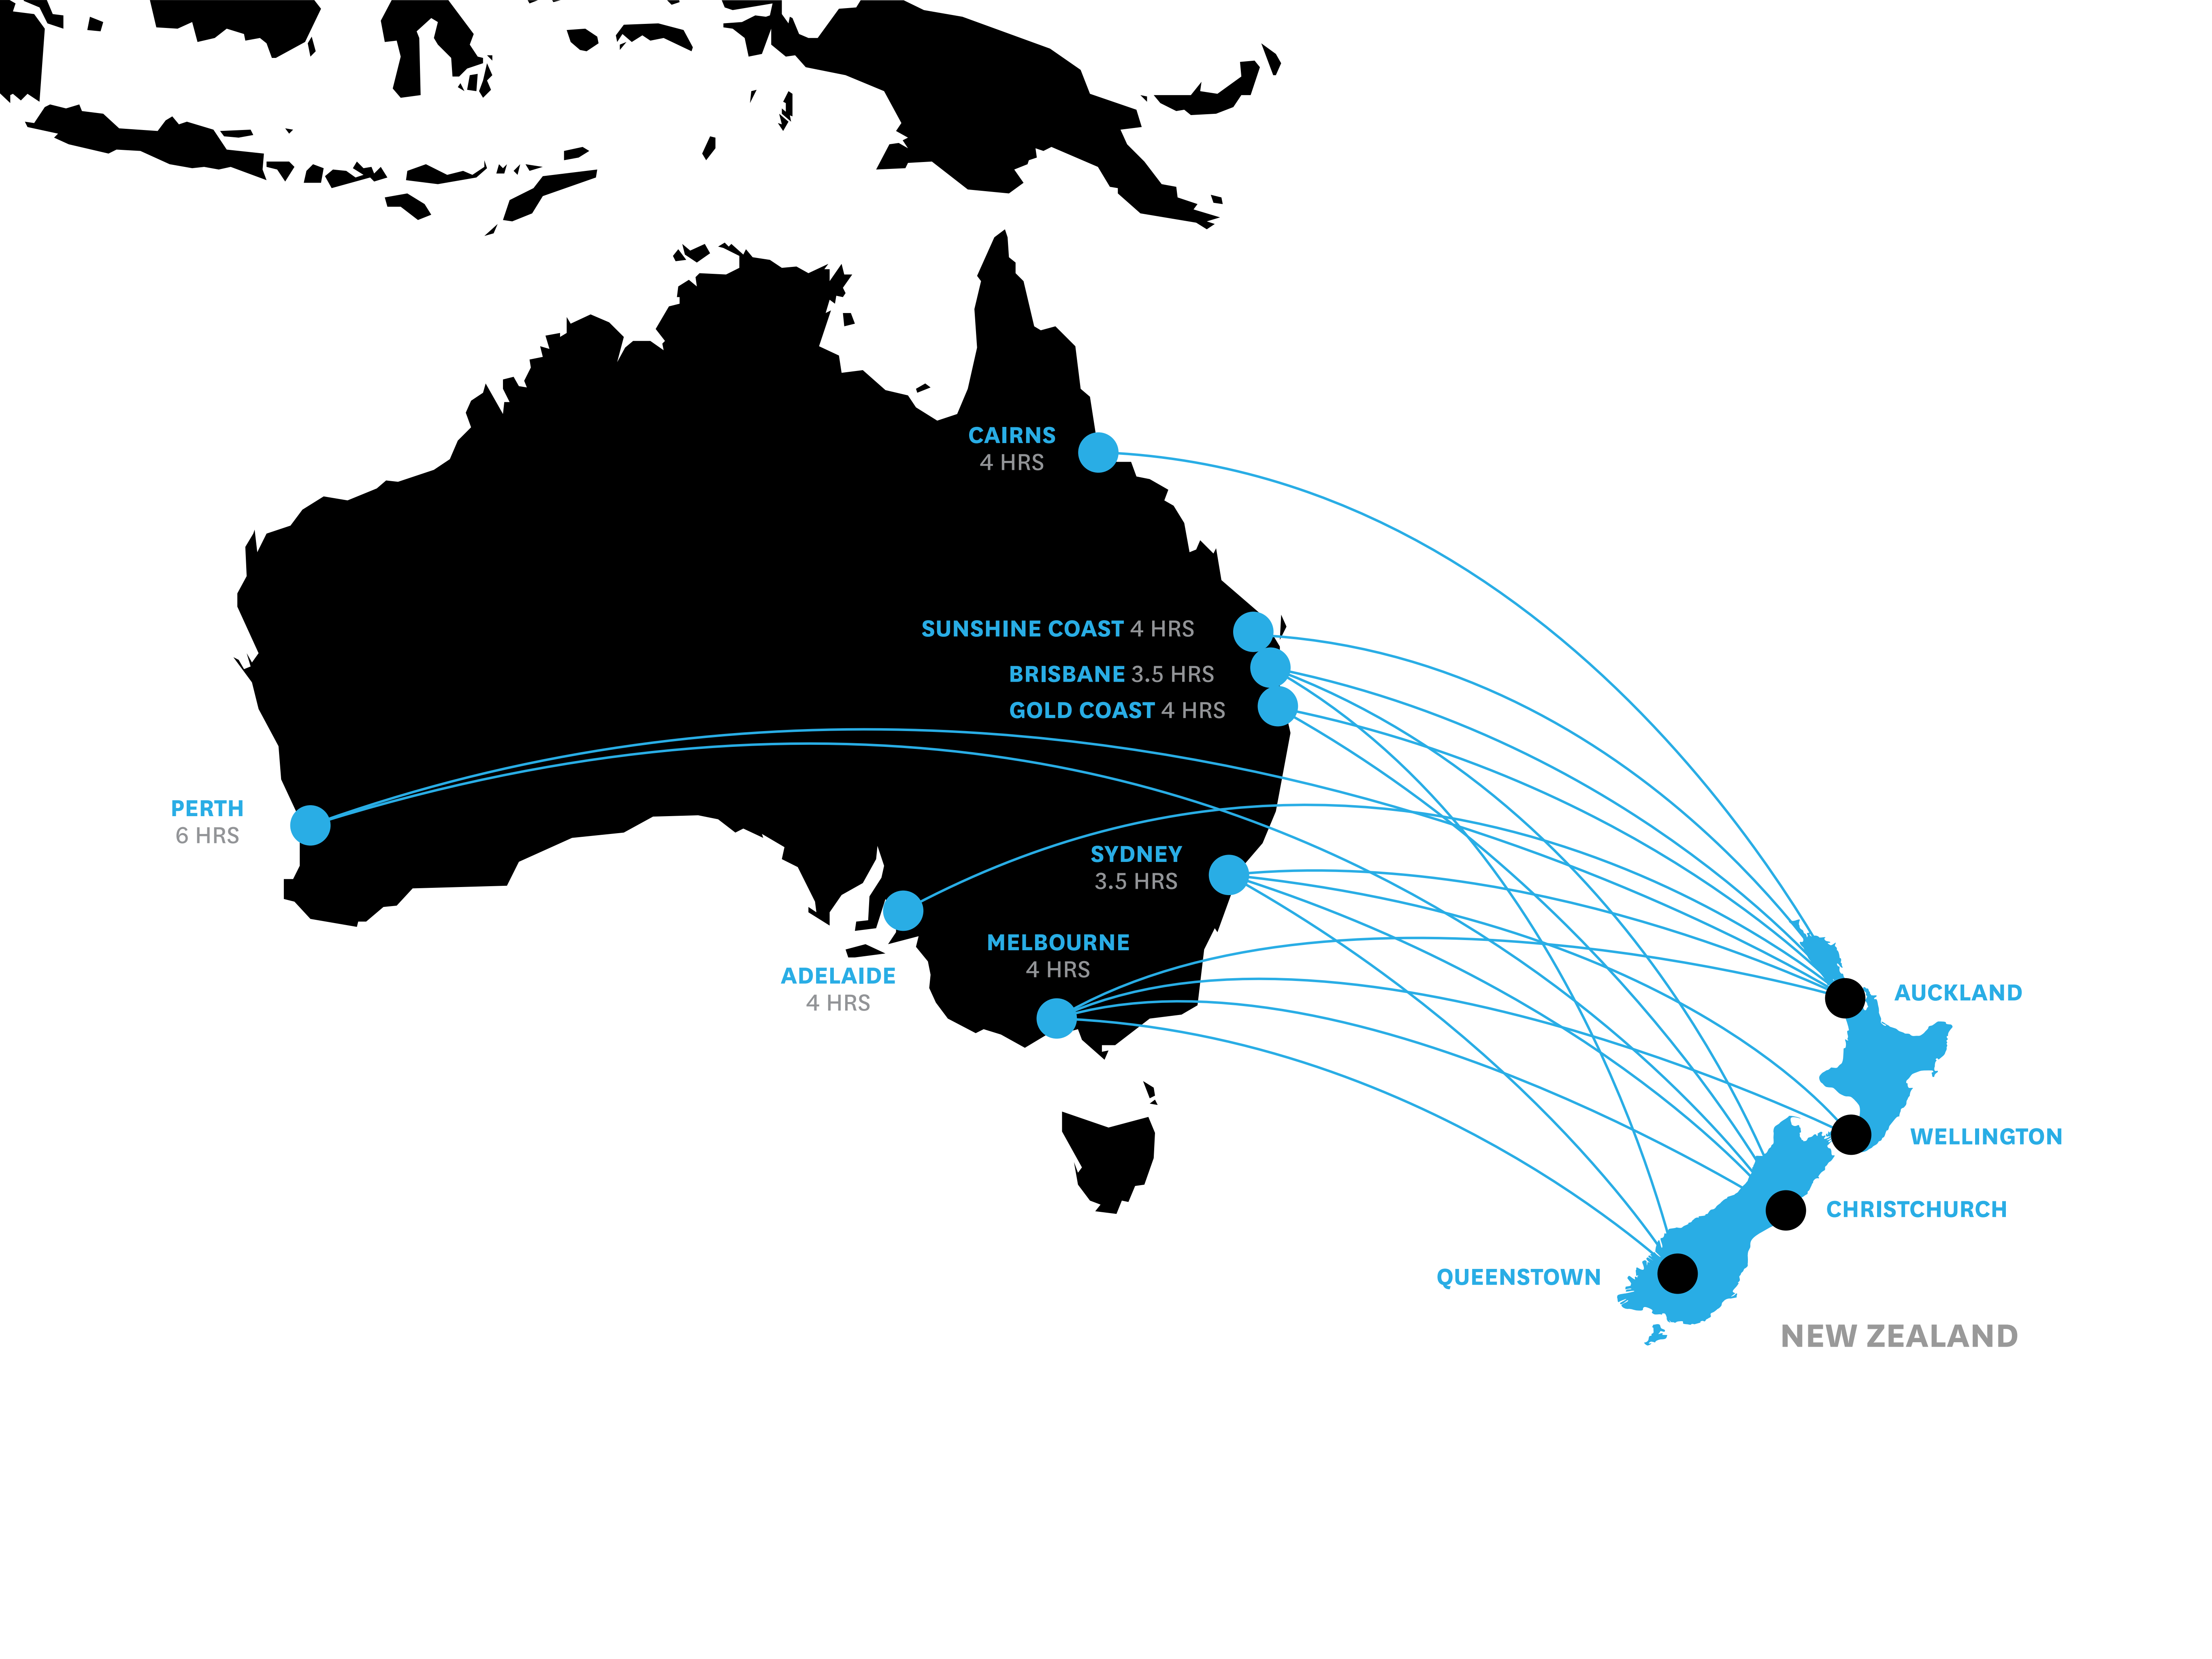 CAIRNS
4 HRS
SUNSHINE COAST 4 HRS
BRISBANE 3.5 HRS
GOLD COAST 4 HRS
PERTH
6 HRS
SYDNEY
3.5 HRS
MELBOURNE
4 HRS
ADELAIDE
4 HRS
AUCKLAND
WELLINGTON
CHRISTCHURCH
QUEENSTOWN
NEW ZEALAND